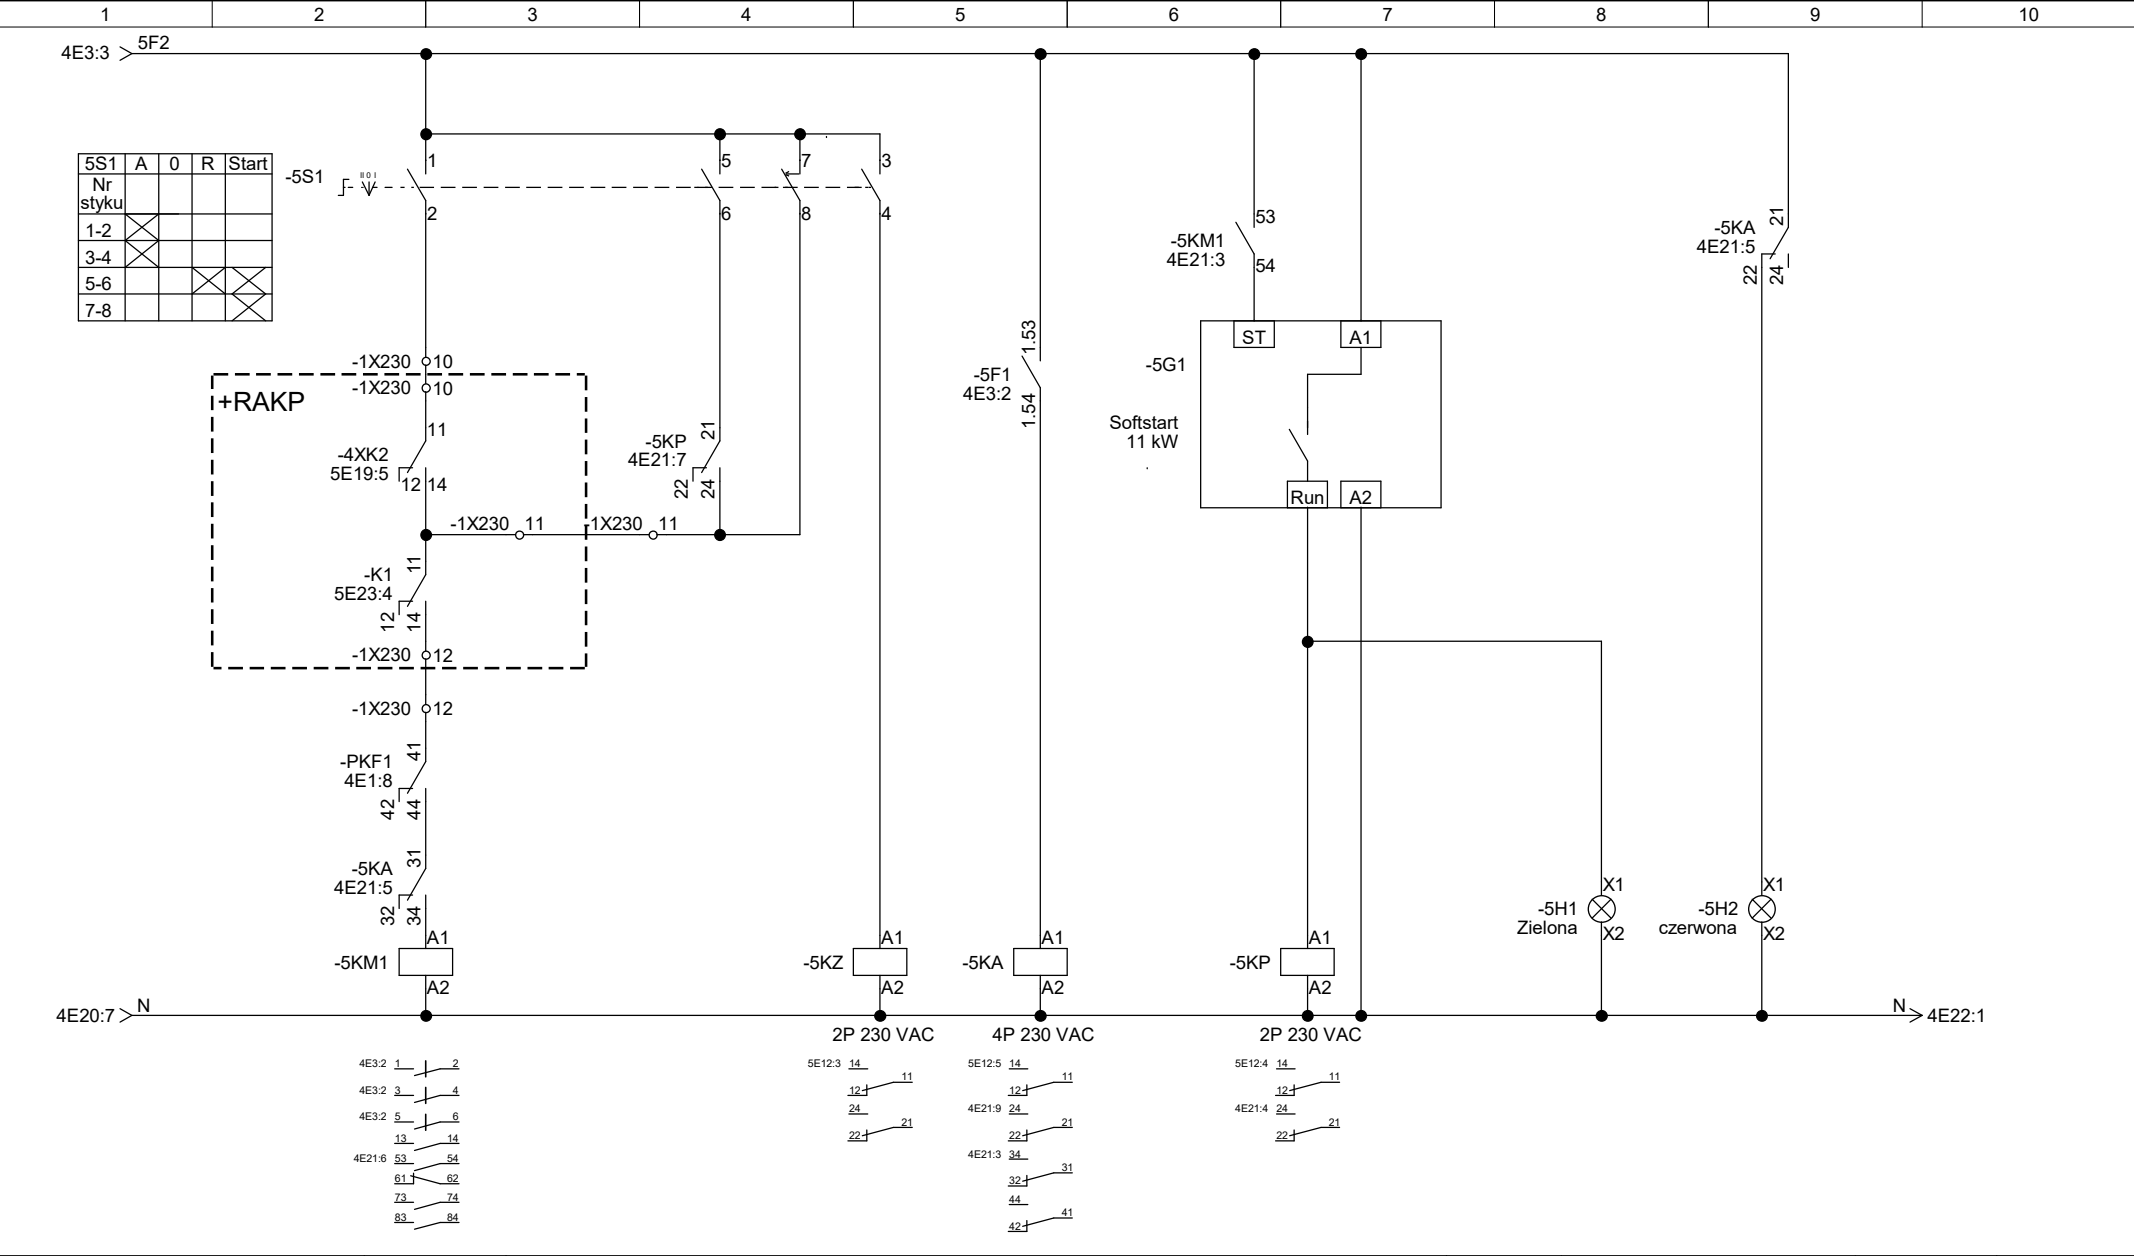 1 2 3 4 5 6 7 8 9 10
4E3:3 5F2
5S1 A 0 R Start
Nr
styku
1-2
3-4
5-6
7-8
-5S1
II 0 I
1
2
5
6
7
8
3
4
-1X230 10
+RAKP
-1X230 10
-4XK2
5E19:5
11
12 14
-1X230 11
-1X230 11
-5KP
4E21:7
21
22 24
-K1
5E23:4
11
12 14
-1X230 12
-1X230 12
-PKF1
4E1:8
41
42 44
-5KA
4E21:5
31
32 34
-5KM1
A1
A2
-5KZ
A1
A2
-5F1
4E3:2
1.53
1.54
-5KA
A1
A2
-5KM1
4E21:3
53
54
-5G1
Softstart
11 kW
ST A1
Run A2
-5KP
A1
A2
-5H1
Zielona
X1
X2
-5KA
4E21:5
21
22 24
-5H2
czerwona
X1
X2
4E20:7 N
N 4E22:1
2P 230 VAC
4P 230 VAC
2P 230 VAC
4E3:2 1 2
4E3:2 3 4
4E3:2 5 6
13 14
4E21:6 53 54
61 62
73 74
83 84
5E12:3 14
12 11
24
22 21
5E12:5 14
12 11
4E21:9 24
22 21
4E21:3 34
32 31
44
42 41
5E12:4 14
12 11
4E21:4 24
22 21